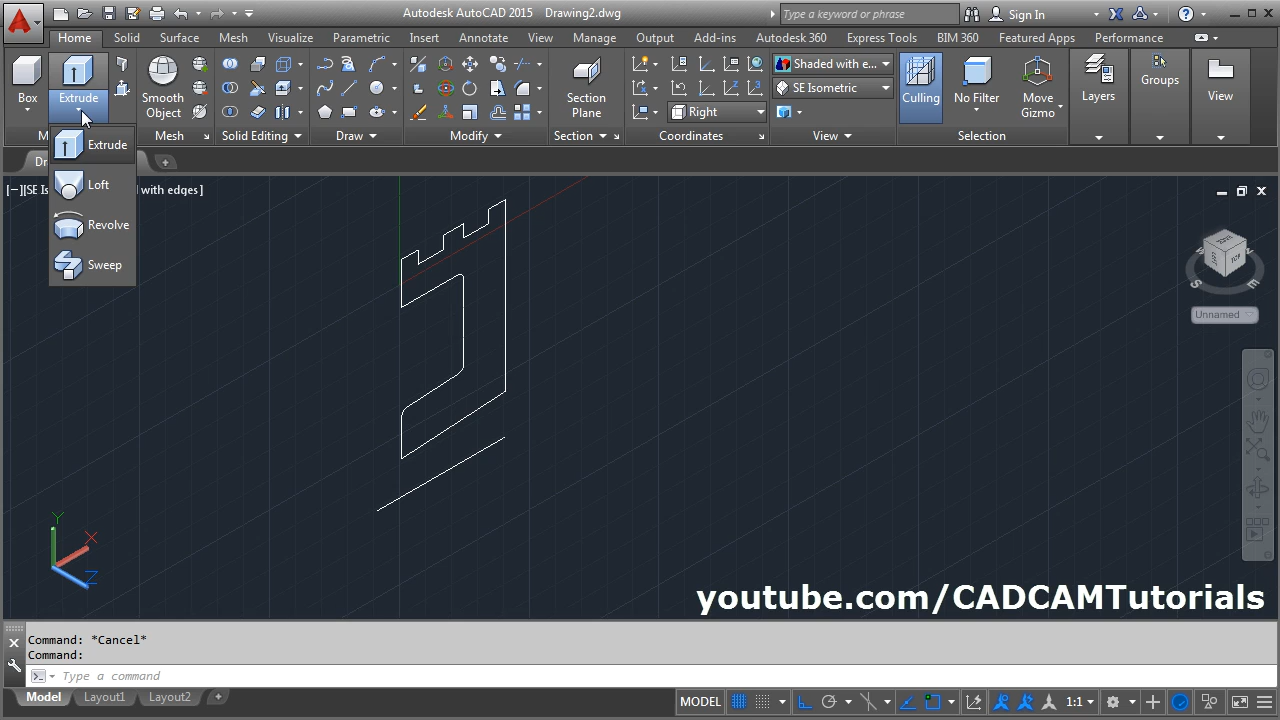 Autodesk AutoCAD 2015 Drawing2.dwg
Type a keyword or phrase
Sign In
Home Solid Surface Mesh Visualize Parametric Insert Annotate View Manage Output Add-ins Autodesk 360 Express Tools BIM 360 Featured Apps Performance
Box
Extrude
Smooth
Object
Section
Plane
Shaded with e...
SE Isometric
Right
Culling
No Filter
Move
Gizmo
Layers
Groups
View
Mesh
Solid Editing
Draw
Modify
Section
Coordinates
View
Selection
Extrude
Loft
Revolve
Sweep
[−][SE Is
d with edges]
Unnamed
S
E
Y
X
Z
youtube.com/CADCAMTutorials
Command: *Cancel*
Command:
Type a command
Model Layout1 Layout2
MODEL
1:1